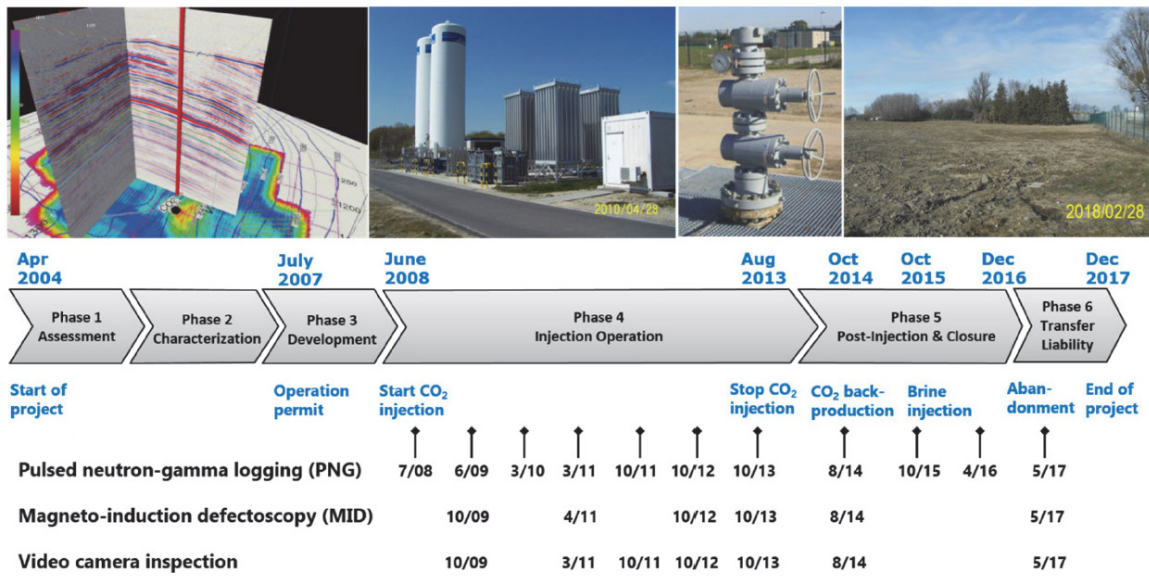 2010/04/28
2018/02/28
Apr 2004
July 2007
June 2008
Aug 2013
Oct 2014
Oct 2015
Dec 2016
Dec 2017
Phase 1
Assessment
Phase 2
Characterization
Phase 3
Development
Phase 4
Injection Operation
Phase 5
Post-Injection & Closure
Phase 6
Transfer
Liability
Start of
project
Operation
permit
Start CO₂
injection
Stop CO₂
injection
CO₂ back-
production
Brine
injection
Aban-
donment
End of
project
Pulsed neutron-gamma logging (PNG) 7/08 6/09 3/10 3/11 10/11 10/12 10/13 8/14 10/15 4/16 5/17
Magneto-induction defectoscopy (MID) 10/09 4/11 10/12 10/13 8/14 5/17
Video camera inspection 10/09 3/11 10/11 10/12 10/13 8/14 5/17